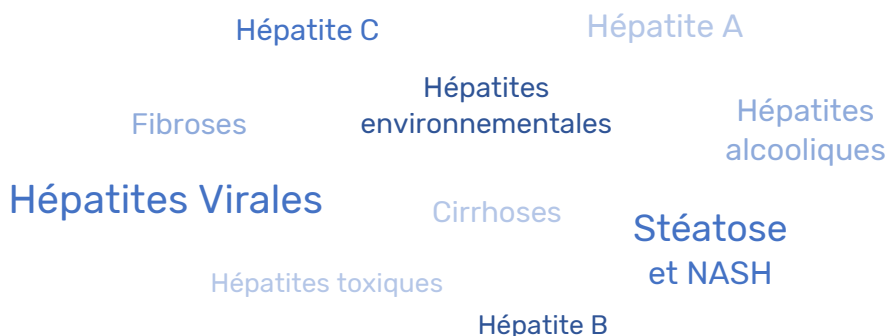 Hépatite C
Hépatite A
Hépatites
environnementales
Fibroses
Hépatites
alcooliques
Hépatites Virales
Cirrhoses
Stéatose
et NASH
Hépatites toxiques
Hépatite B